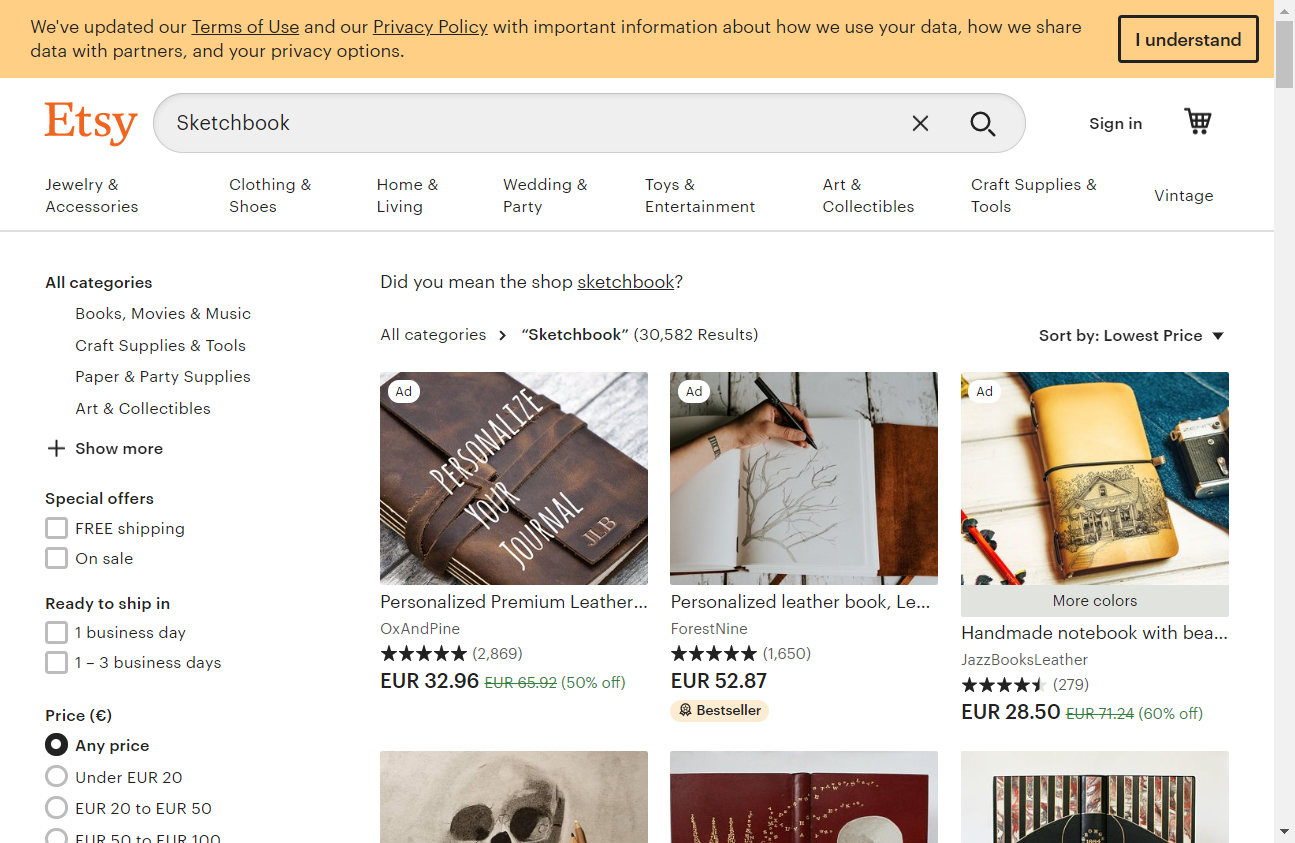 We've updated our Terms of Use and our Privacy Policy with important information about how we use your data, how we share
data with partners, and your privacy options.
I understand
Etsy
Sketchbook
Sign in
Jewelry &
Accessories
Clothing &
Shoes
Home &
Living
Wedding &
Party
Toys &
Entertainment
Art &
Collectibles
Craft Supplies &
Tools
Vintage
All categories
Books, Movies & Music
Craft Supplies & Tools
Paper & Party Supplies
Art & Collectibles
Show more
Special offers
FREE shipping
On sale
Ready to ship in
1 business day
1 – 3 business days
Price (€)
Any price
Under EUR 20
EUR 20 to EUR 50
EUR 50 to EUR 100
Did you mean the shop sketchbook?
All categories
“Sketchbook” (30,582 Results)
Sort by: Lowest Price
Ad
PERSONALIZE
YOUR
JOURNAL
JLB
Personalized Premium Leather...
OxAndPine
(2,869)
EUR 32.96 EUR 65.92 (50% off)
Ad
Personalized leather book, Le...
ForestNine
(1,650)
EUR 52.87
Bestseller
Ad
More colors
Handmade notebook with bea...
JazzBooksLeather
(279)
EUR 28.50 EUR 71.24 (60% off)